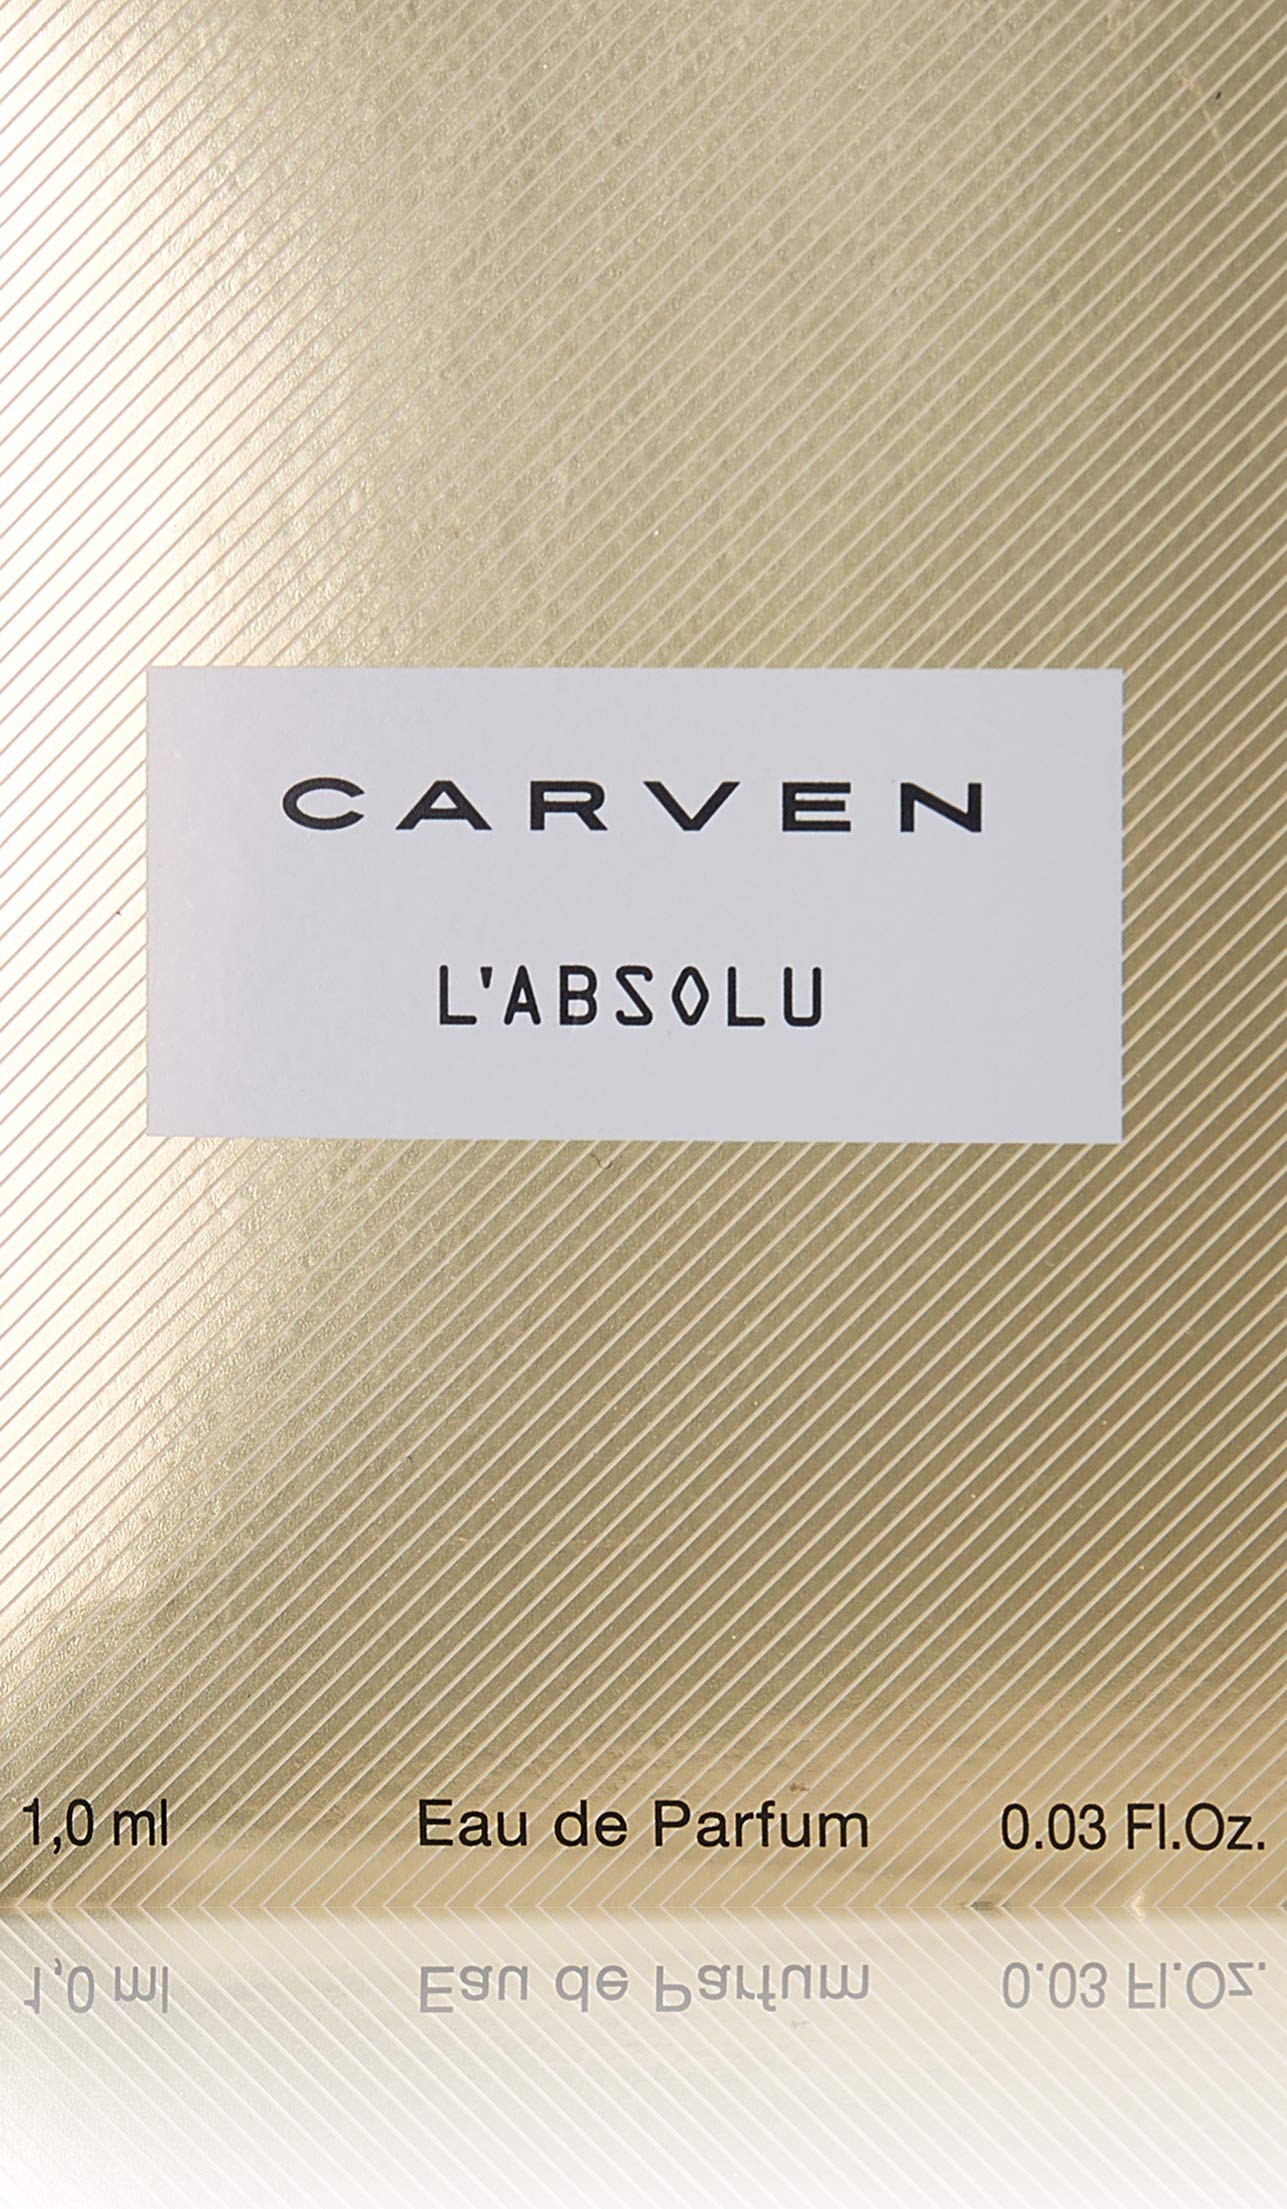 CARVEN
L'ABSOLU
1,0 ml Eau de Parfum 0.03 Fl.Oz.